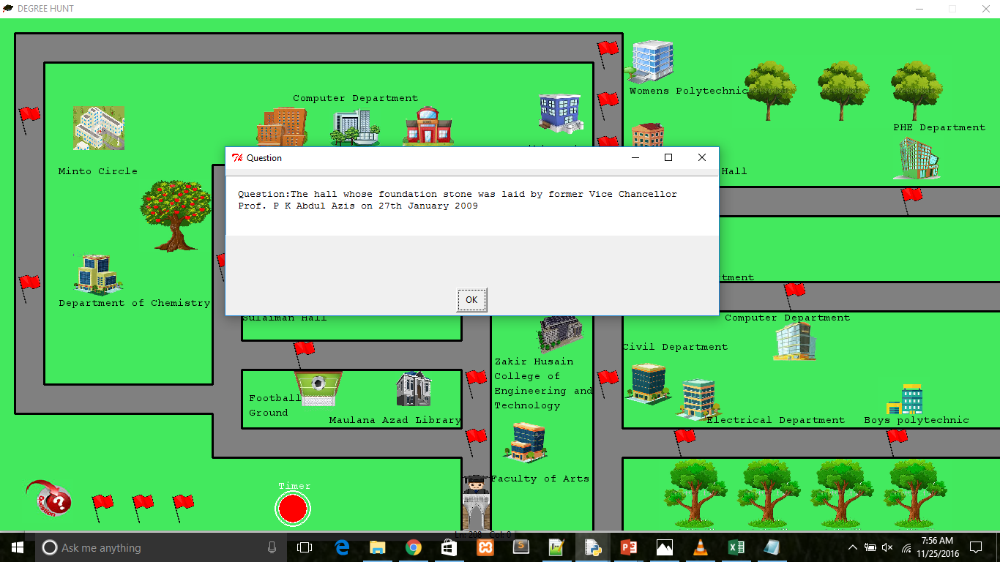 DEGREE HUNT
Computer Department
Womens Polytechnic
PHE Department
Minto Circle
Hall
Question
Question:The hall whose foundation stone was laid by former Vice Chancellor
Prof. P K Abdul Azis on 27th January 2009
OK
Department of Chemistry
Sulaiman Hall
Computer Department
Civil Department
Zakir Husain
College of
Engineering and
Technology
Football
Ground
Maulana Azad Library
Electrical Department
Boys polytechnic
Faculty of Arts
Timer
Question
?
Ln: 208 Col: 0
Ask me anything
7:56 AM
11/25/2016